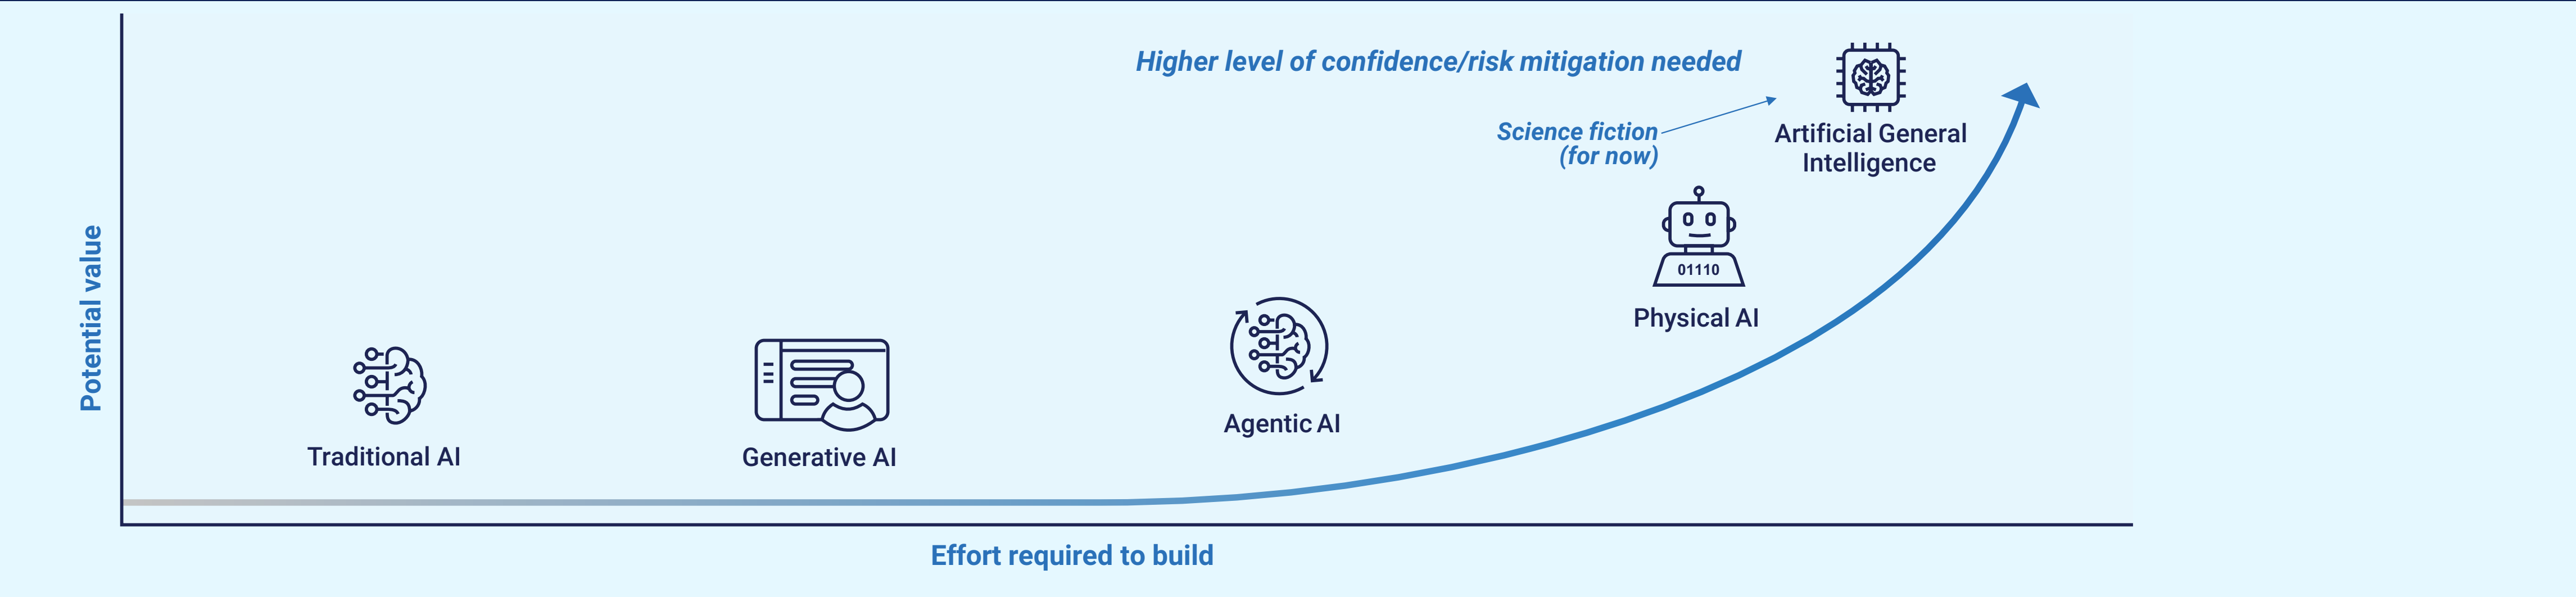 Higher level of confidence/risk mitigation needed
Science fiction
(for now)
Artificial General
Intelligence
01110
Physical AI
Potential value
Agentic AI
Traditional AI
Generative AI
Effort required to build